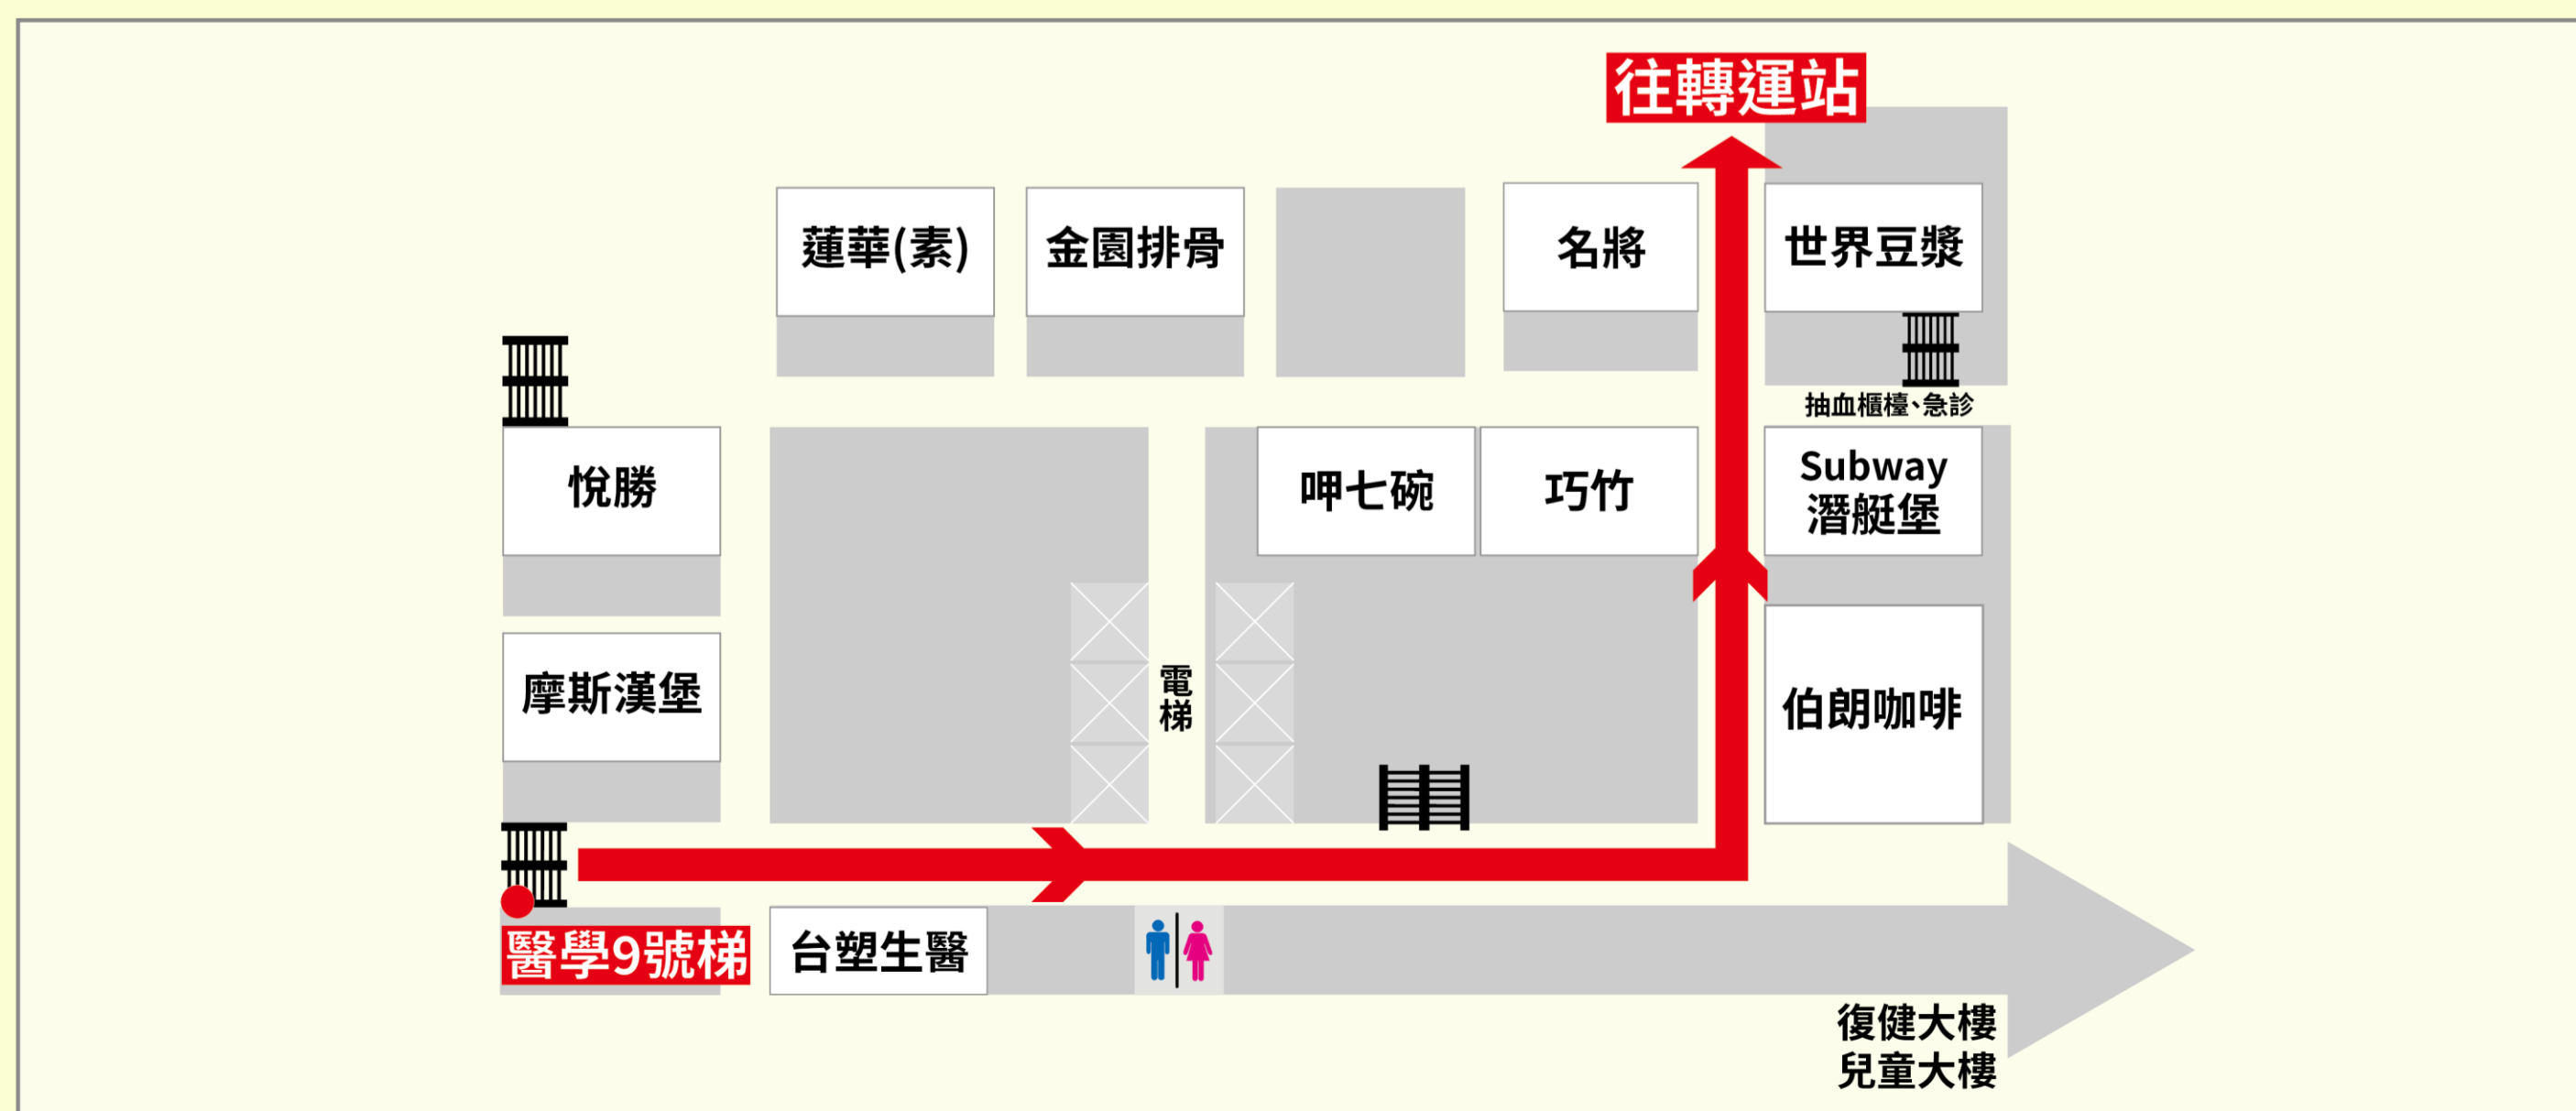 往轉運站
蓮華(素)
金園排骨
名將
世界豆漿
抽血櫃檯、急診
悅勝
呷七碗
巧竹
Subway
潛艇堡
摩斯漢堡
電
梯
伯朗咖啡
醫學9號梯
台塑生醫
復健大樓
兒童大樓